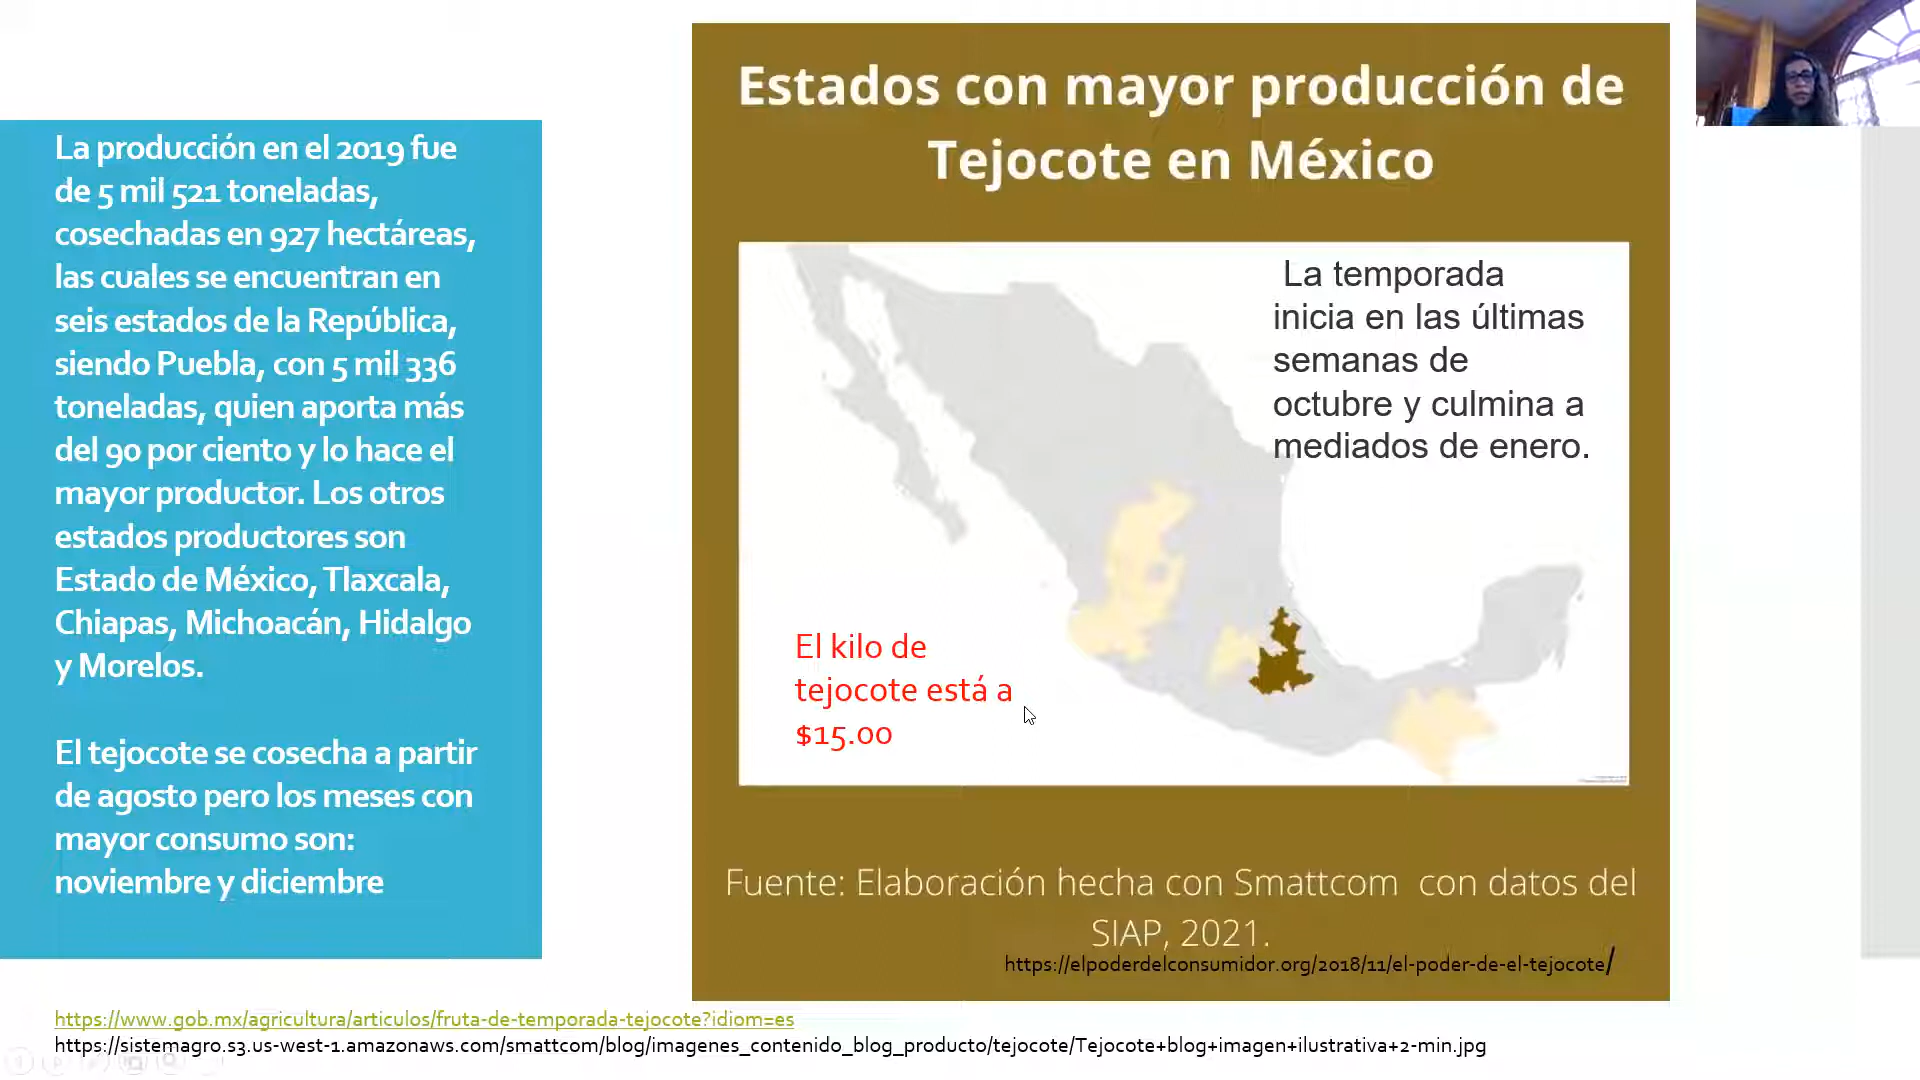 La producción en el 2019 fue
de 5 mil 521 toneladas,
cosechadas en 927 hectáreas,
las cuales se encuentran en
seis estados de la República,
siendo Puebla, con 5 mil 336
toneladas, quien aporta más
del 90 por ciento y lo hace el
mayor productor. Los otros
estados productores son
Estado de México, Tlaxcala,
Chiapas, Michoacán, Hidalgo
y Morelos.
El tejocote se cosecha a partir
de agosto pero los meses con
mayor consumo son:
noviembre y diciembre
Estados con mayor producción de
Tejocote en México
La temporada
inicia en las últimas
semanas de
octubre y culmina a
mediados de enero.
El kilo de
tejocote está a
$15.00
Fuente: Elaboración hecha con Smattcom con datos del
SIAP, 2021.
https://elpoderdelconsumidor.org/2018/11/el-poder-de-el-tejocote/
https://www.gob.mx/agricultura/articulos/fruta-de-temporada-tejocote?idiom=es
https://sistemagro.s3.us-west-1.amazonaws.com/smattcom/blog/imagenes_contenido_blog_producto/tejocote/Tejocote+blog+imagen+ilustrativa+2-min.jpg